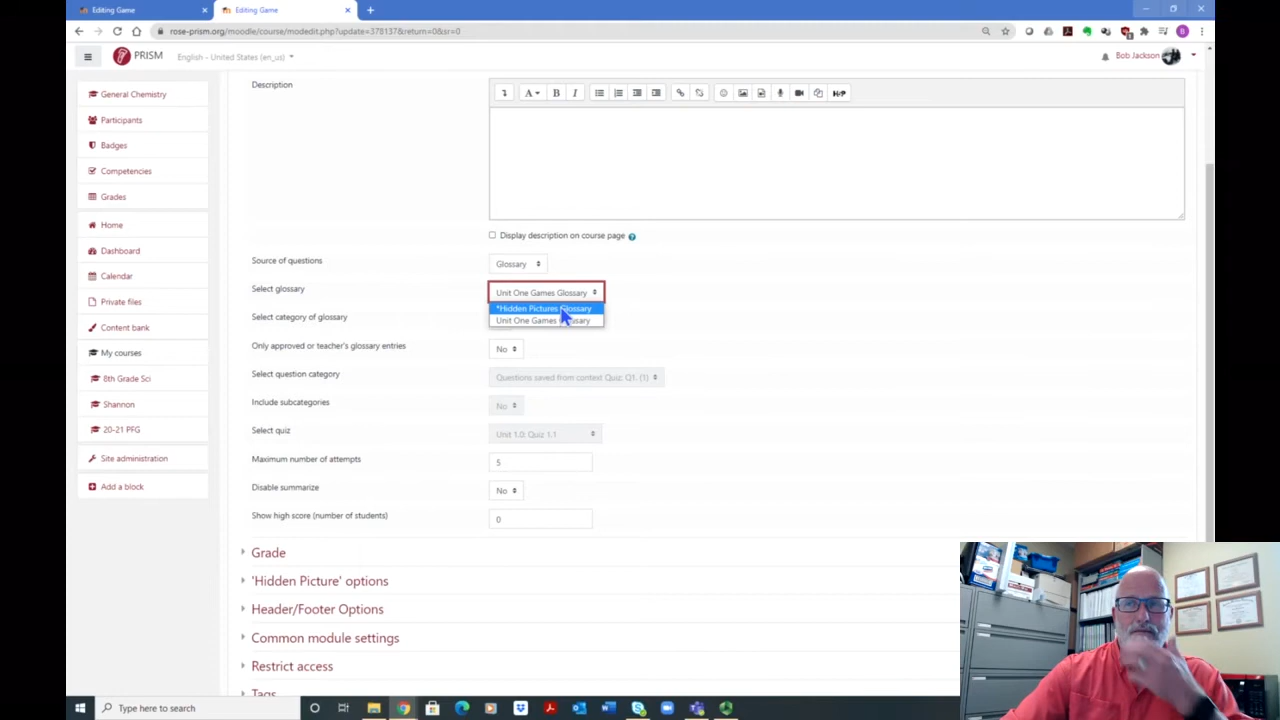 Editing Game
Editing Game
rose-prism.org/moodle/course/modedit.php?update=378137&return=0&sr=0
PRISM
English - United States (en_us)
Bob Jackson
General Chemistry
Participants
Badges
Competencies
Grades
Home
Dashboard
Calendar
Private files
Content bank
My courses
8th Grade Sci
Shannon
20-21 PFG
Site administration
Add a block
Description
A B I
H-P
Display description on course page
Source of questions
Glossary
Select glossary
Unit One Games Glossary
*Hidden Pictures Glossary
Unit One Games
Select category of glossary
Only approved or teacher's glossary entries
No
Select question category
Questions saved from context Quiz: Q1. (1)
Include subcategories
No
Select quiz
Unit 1.0. Quiz 1.1
Maximum number of attempts
5
Disable summarize
No
Show high score (number of students)
0
Grade
'Hidden Picture' options
Header/Footer Options
Common module settings
Restrict access
Tags
Type here to search